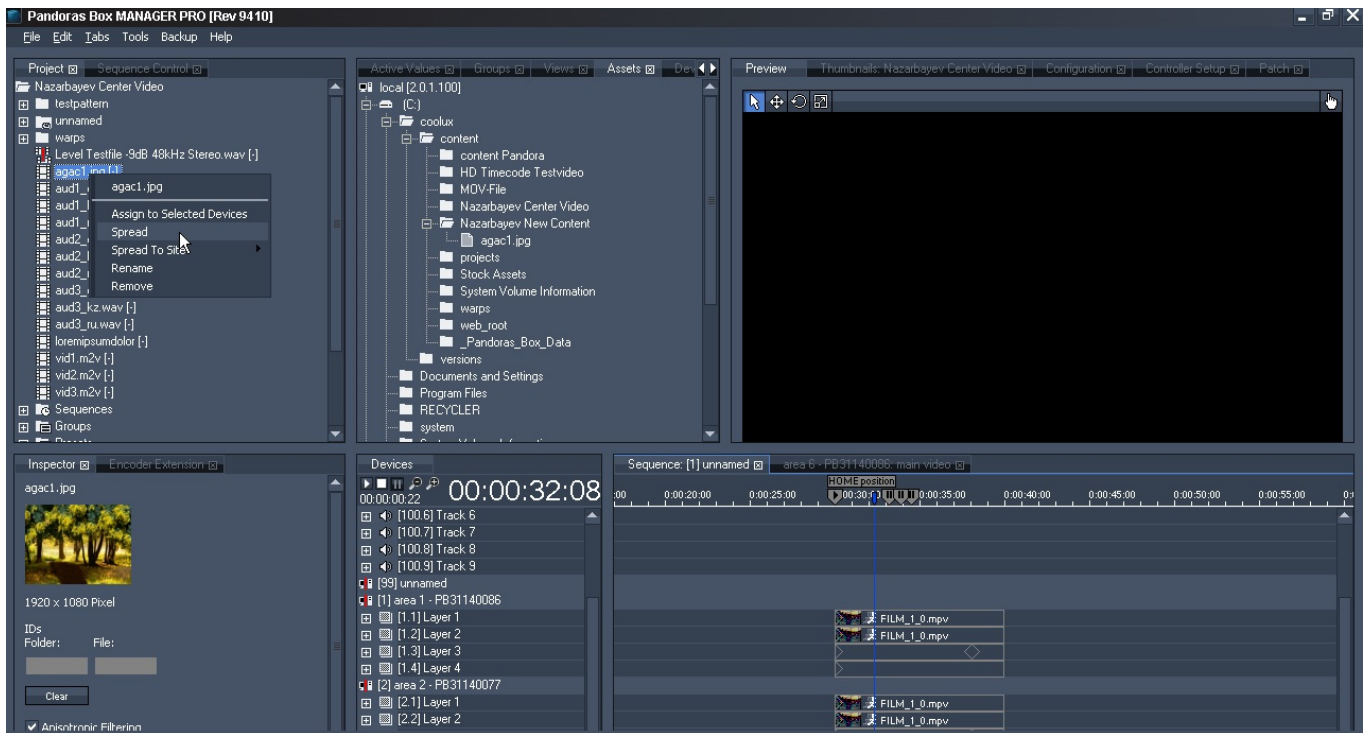 Pandoras Box MANAGER PRO [Rev 9410]
File Edit Tabs Tools Backup Help
Project Sequence Control
Nazarbayev Center Video
testpattern
unnamed
warps
Level Testfile -9dB 48kHz Stereo.wav [-]
agac1.jpg [-]
aud1_
aud1_
aud1_
aud2_
aud2_
aud2_
aud3_
aud3_kz.wav [-]
aud3_ru.wav [-]
loremipsumdolor [-]
vid1.m2v [-]
vid2.m2v [-]
vid3.m2v [-]
Sequences
Groups
agac1.jpg
Assign to Selected Devices
Spread
Spread To Site
Rename
Remove
Active Values Groups Views Assets Dev
local [2.0.1.100]
(C:)
coolux
content
content Pandora
HD Timecode Testvideo
MOV-File
Nazarbayev Center Video
Nazarbayev New Content
agac1.jpg
projects
Stock Assets
System Volume Information
warps
web_root
_Pandoras_Box_Data
versions
Documents and Settings
Program Files
RECYCLER
system
Preview Thumbnails: Nazarbayev Center Video Configuration Controller Setup Patch
Inspector Encoder Extension
agac1.jpg
1920 x 1080 Pixel
IDs
Folder: File:
Clear
Anisotropic Filtering
Devices
00:00:00:22 00:00:32:08
[100.6] Track 6
[100.7] Track 7
[100.8] Track 8
[100.9] Track 9
[99] unnamed
[1] area 1 - PB31140086
[1.1] Layer 1
[1.2] Layer 2
[1.3] Layer 3
[1.4] Layer 4
[2] area 2 - PB31140077
[2.1] Layer 1
[2.2] Layer 2
Sequence: [1] unnamed area 6 - PB31140086: main video
HOME position
:00 0:00:20:00 0:00:25:00 0:00:35:00 0:00:40:00 0:00:45:00 0:00:50:00 0:00:55:00
FILM_1_0.mpv
FILM_1_0.mpv
FILM_1_0.mpv
FILM_1_0.mpv